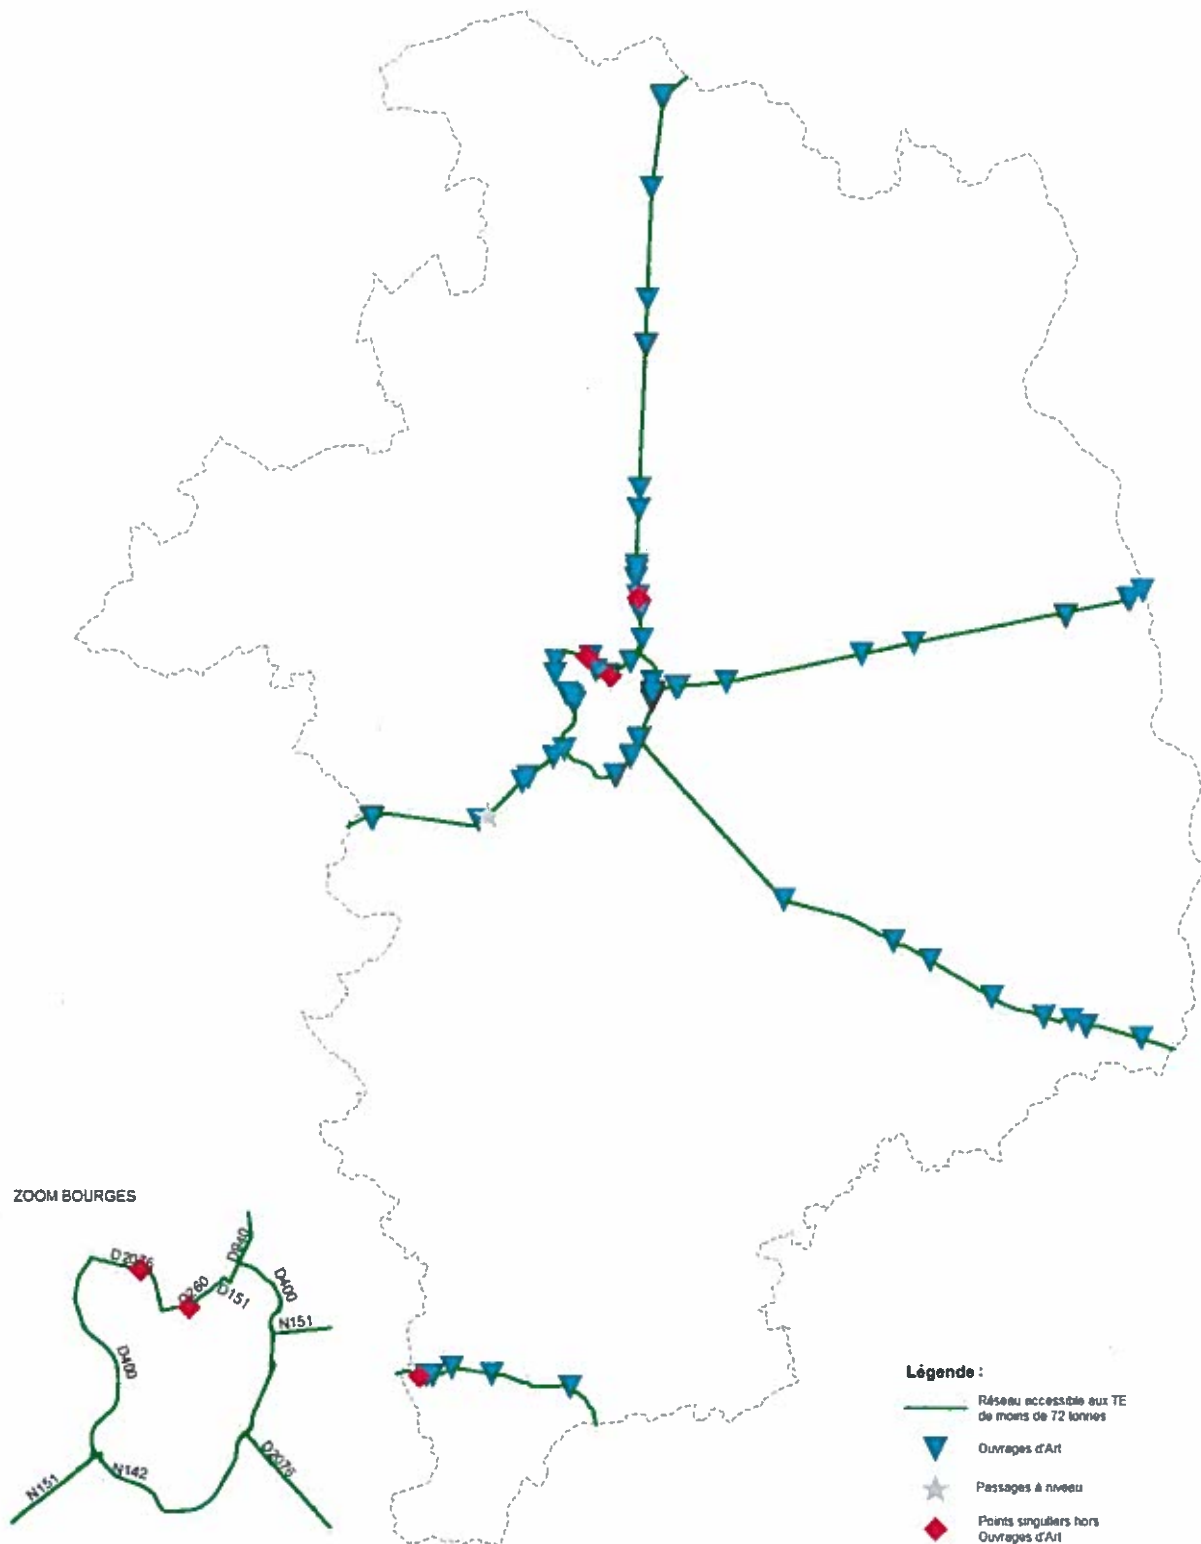 ZOOM BOURGES
D2076
D260
D151
D940
D400
N151
D400
N142
N151
D2076
Légende :
Réseau accessible aux TE
de moins de 72 tonnes
Ouvrages d'Art
Passages à niveau
Points singuliers hors
Ouvrages d'Art